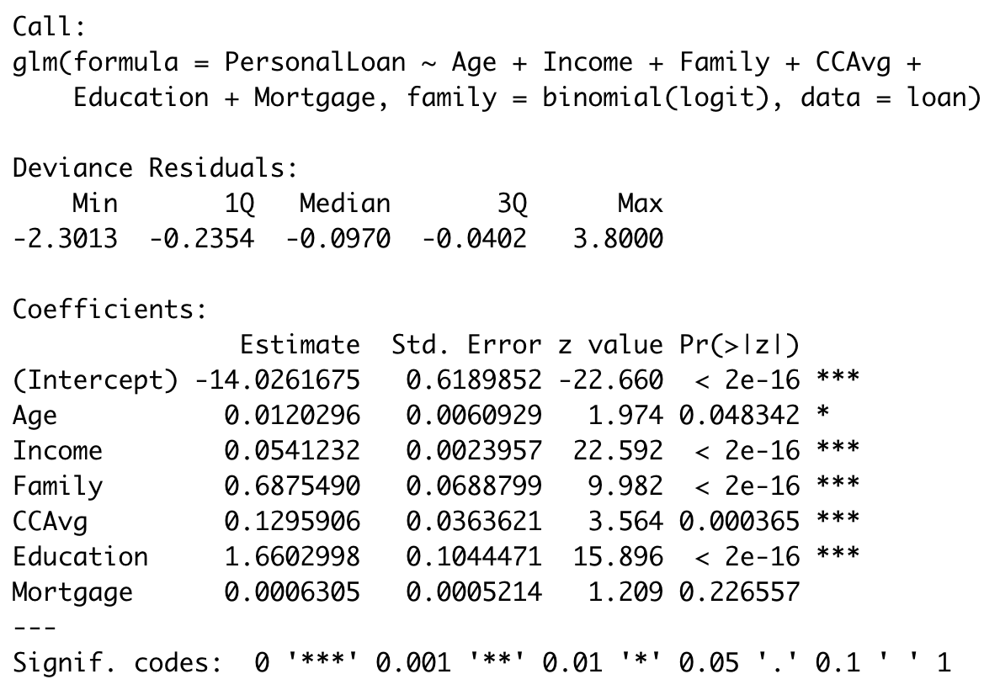 Call:
glm(formula = PersonalLoan ~ Age + Income + Family + CCAvg +
    Education + Mortgage, family = binomial(logit), data = loan)

Deviance Residuals:
    Min       1Q   Median       3Q      Max
-2.3013  -0.2354  -0.0970  -0.0402   3.8000

Coefficients:
               Estimate  Std. Error z value Pr(>|z|)
(Intercept) -14.0261675   0.6189852 -22.660  < 2e-16 ***
Age           0.0120296   0.0060929   1.974 0.048342 *
Income        0.0541232   0.0023957  22.592  < 2e-16 ***
Family        0.6875490   0.0688799   9.982  < 2e-16 ***
CCAvg         0.1295906   0.0363621   3.564 0.000365 ***
Education     1.6602998   0.1044471  15.896  < 2e-16 ***
Mortgage      0.0006305   0.0005214   1.209 0.226557
---
Signif. codes:  0 '***' 0.001 '**' 0.01 '*' 0.05 '.' 0.1 ' ' 1